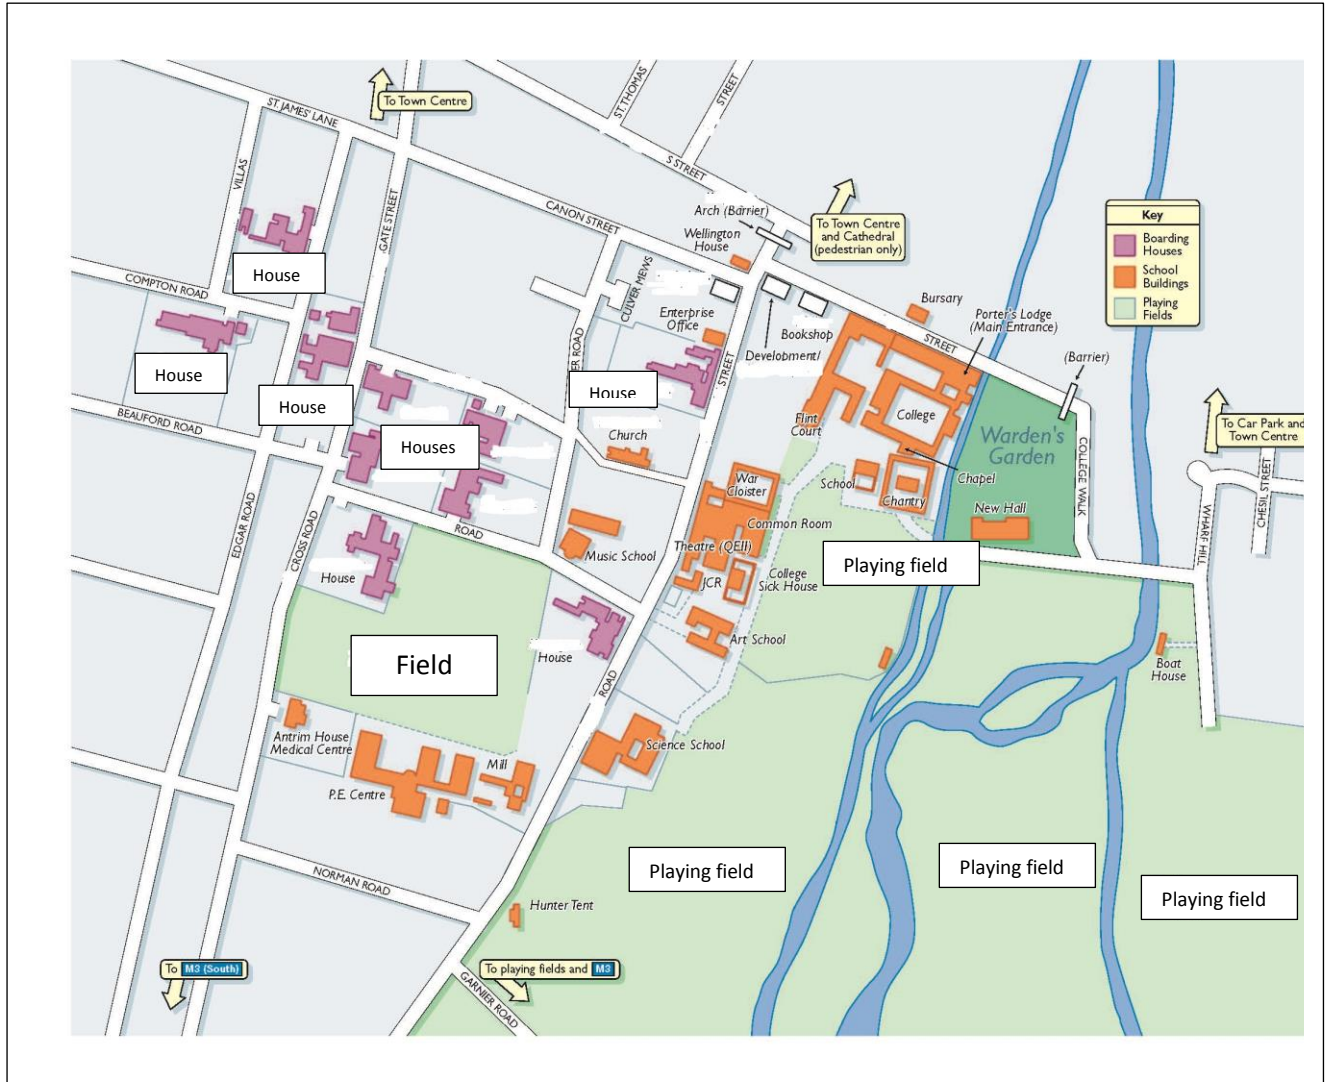 To Town Centre
ST. JAMES' LANE
ST. THOMAS
STREET
S STREET
VILLAS
GATE STREET
CANON STREET
Arch (Barrier)
Wellington
House
To Town Centre
and Cathedral
(pedestrian only)
Key
Boarding
Houses
School
Buildings
Playing
Fields
House
COMPTON ROAD
CULVER MEWS
Enterprise
Office
Bursary
Porter's Lodge
(Main Entrance)
Bookshop
Development/
STREET
(Barrier)
ER ROAD
STREET
House
House
House
House
BEAUFORD ROAD
Houses
Church
Flint
Court
College
Warden's
Garden
To Car Park and
Town Centre
COLLEGE WALK
CHESIL STREET
WHARF HILL
War
Cloister
School
Chapel
Chantry
New Hall
Common Room
EDGAR ROAD
CROSS ROAD
ROAD
Music School
Theatre (QEII)
Playing field
House
JCR
College
Sick House
Art School
Field
House
Boat
House
ROAD
Antrim House
Medical Centre
Science School
Mill
P.E. Centre
Playing field
Playing field
Playing field
NORMAN ROAD
Hunter Tent
To M3 (South)
To playing fields and M3
GARNIER ROAD